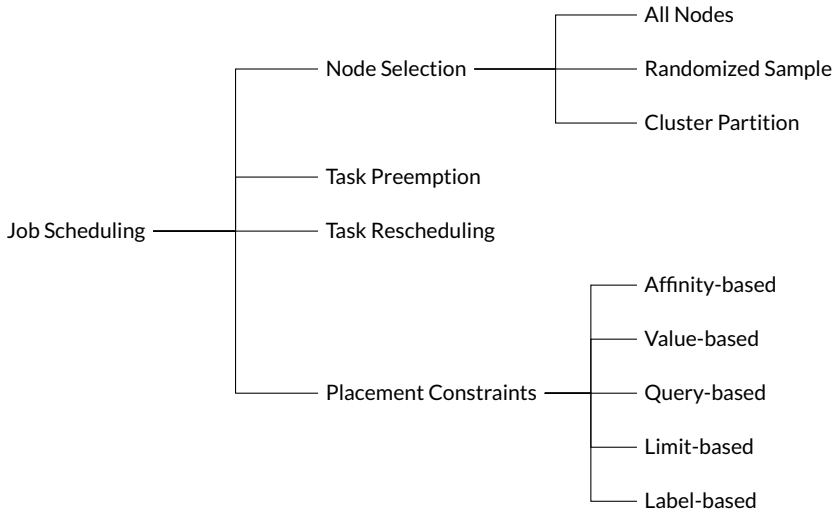 Job Scheduling
Node Selection
All Nodes
Randomized Sample
Cluster Partition
Task Preemption
Task Rescheduling
Placement Constraints
Affinity-based
Value-based
Query-based
Limit-based
Label-based